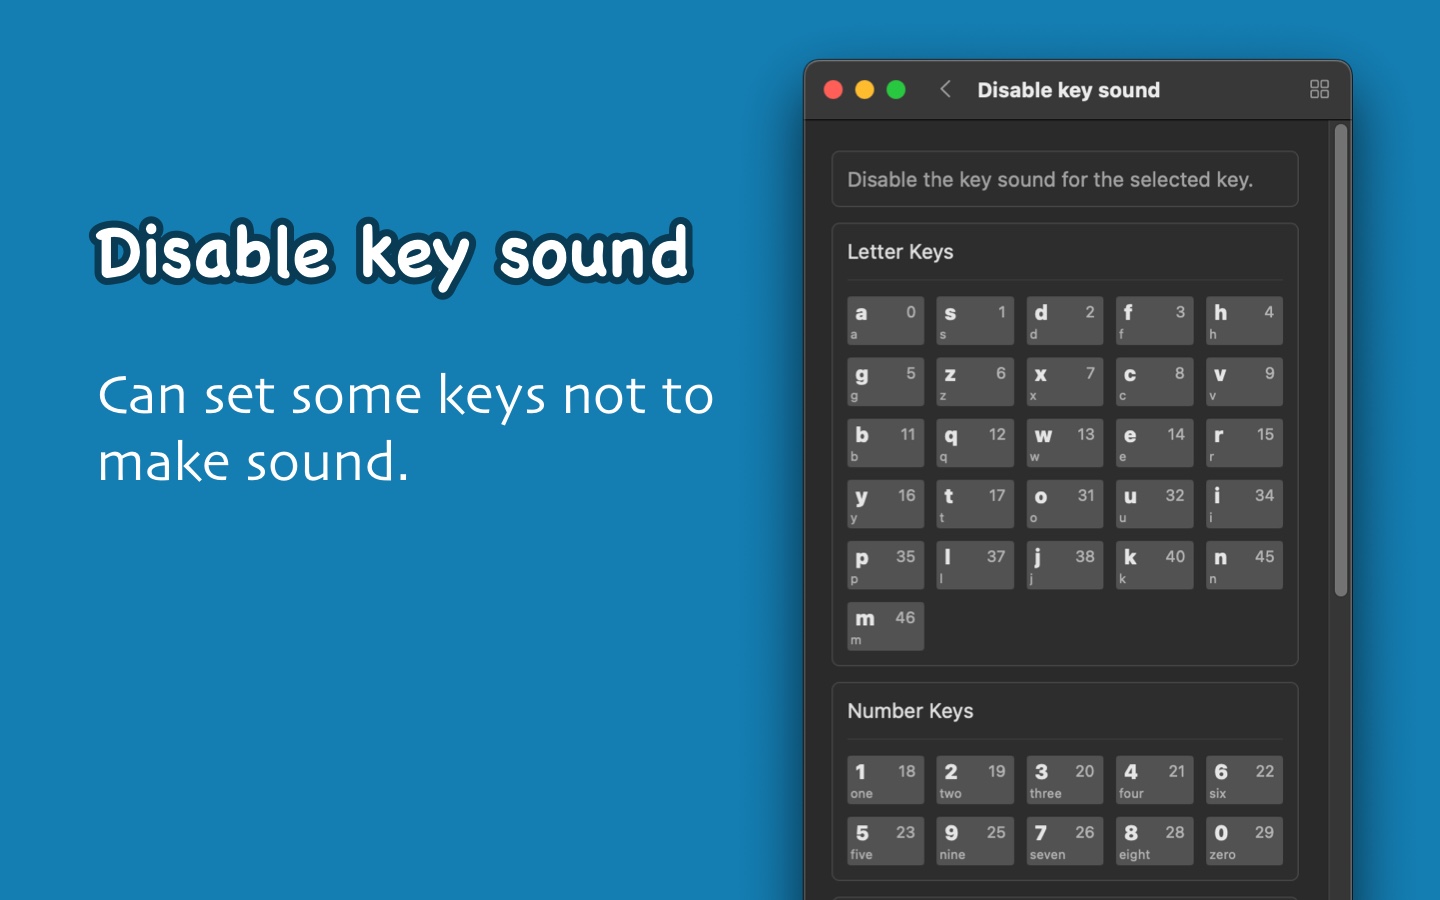 Disable key sound
Can set some keys not to
make sound.
Disable key sound
Disable the key sound for the selected key.
Letter Keys
a 0 s 1 d 2 f 3 h 4
a s d f h
g 5 z 6 x 7 c 8 v 9
g z x c v
b 11 q 12 w 13 e 14 r 15
b q w e r
y 16 t 17 o 31 u 32 i 34
y t o u i
p 35 l 37 j 38 k 40 n 45
p l j k n
m 46
m
Number Keys
1 18 2 19 3 20 4 21 6 22
one two three four six
5 23 9 25 7 26 8 28 0 29
five nine seven eight zero